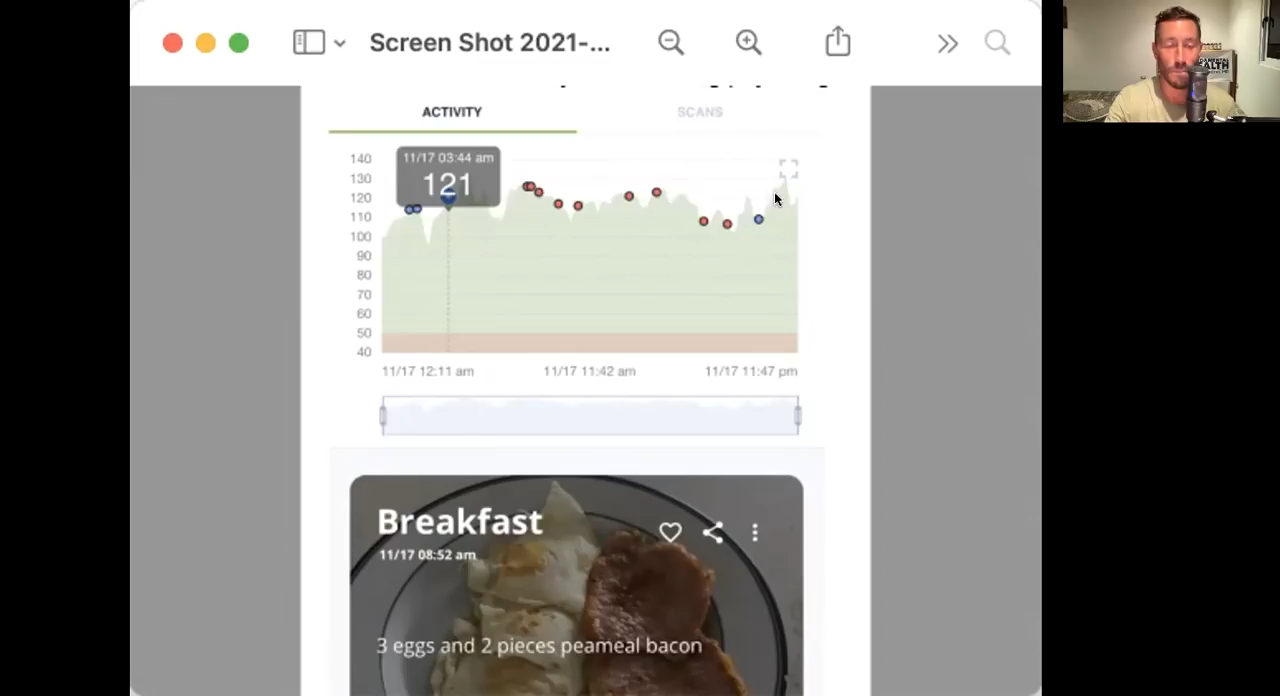 Screen Shot 2021-...
ACTIVITY
SCANS
140
130
120
110
100
90
80
70
60
50
40
11/17 03:44 am
121
11/17 12:11 am
11/17 11:42 am
11/17 11:47 pm
Breakfast
11/17 08:52 am
3 eggs and 2 pieces peameal bacon